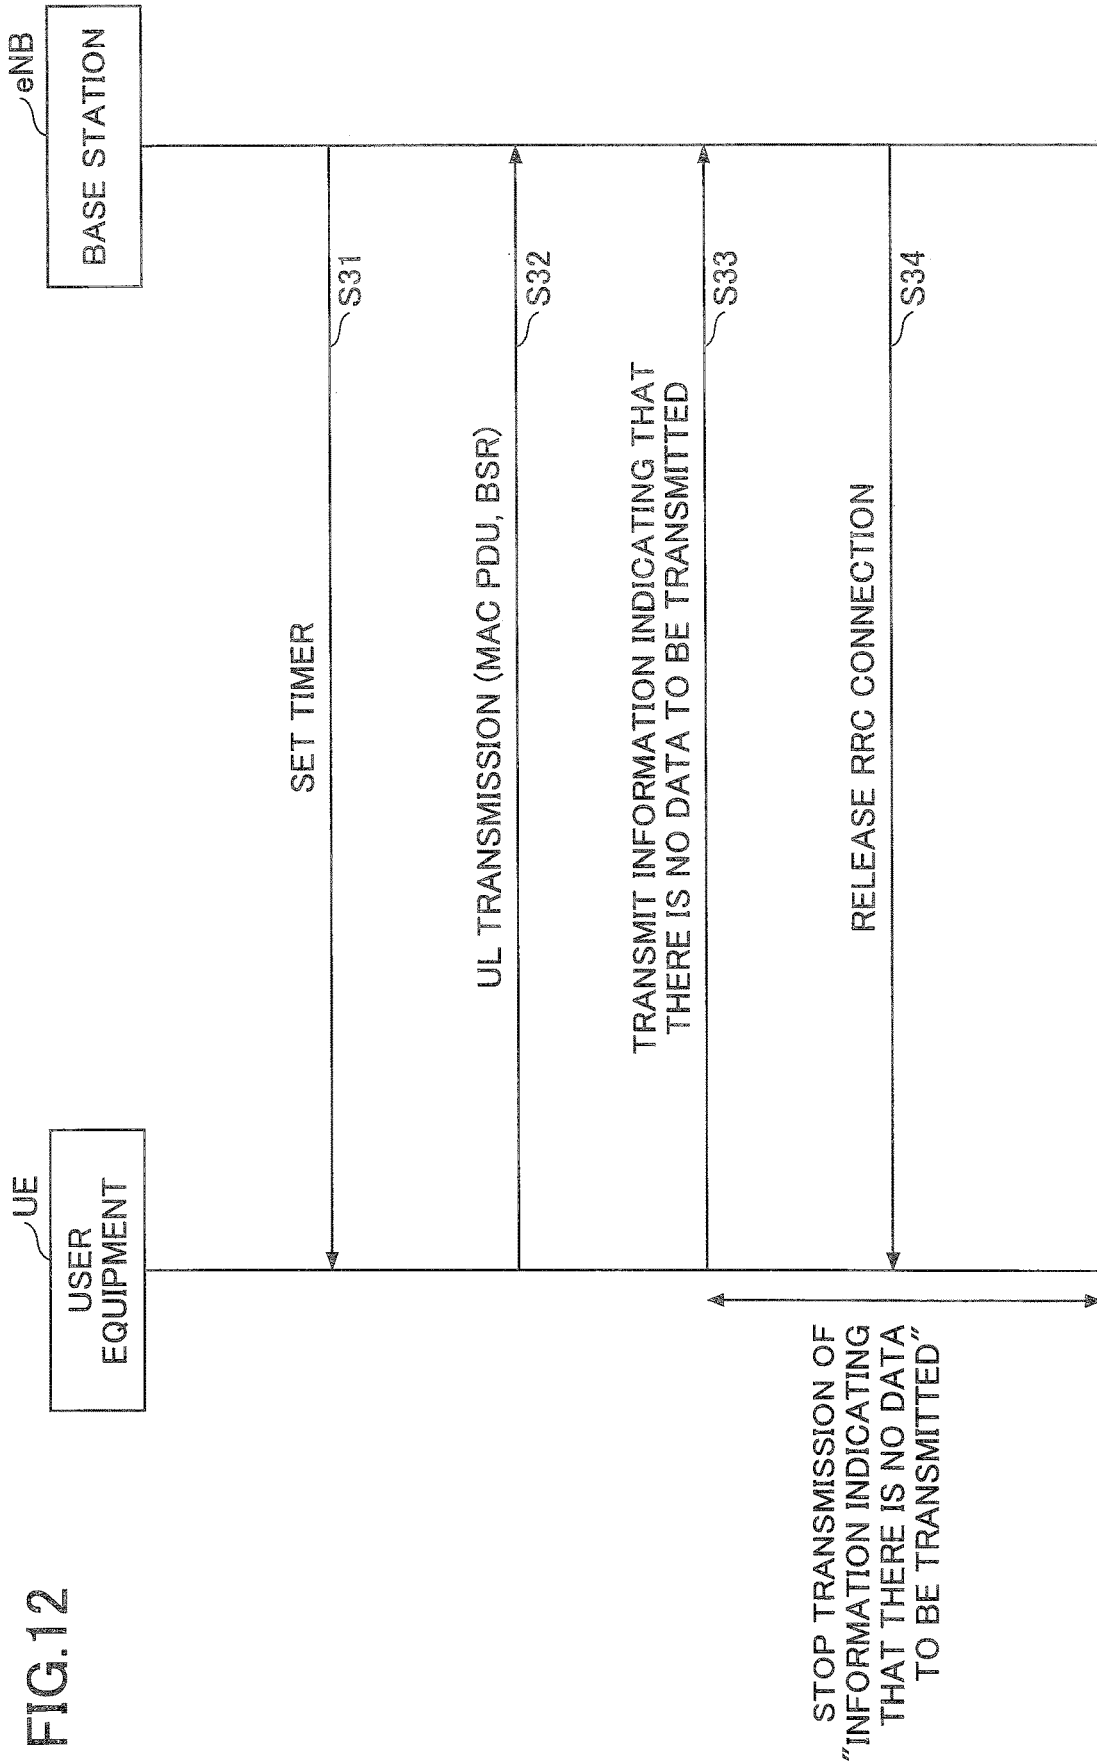 FIG.12
UE
USER
EQUIPMENT
eNB
BASE STATION
SET TIMER
S31
UL TRANSMISSION (MAC PDU, BSR)
S32
TRANSMIT INFORMATION INDICATING THAT
THERE IS NO DATA TO BE TRANSMITTED
S33
RELEASE RRC CONNECTION
S34
STOP TRANSMISSION OF
"INFORMATION INDICATING
THAT THERE IS NO DATA
TO BE TRANSMITTED"